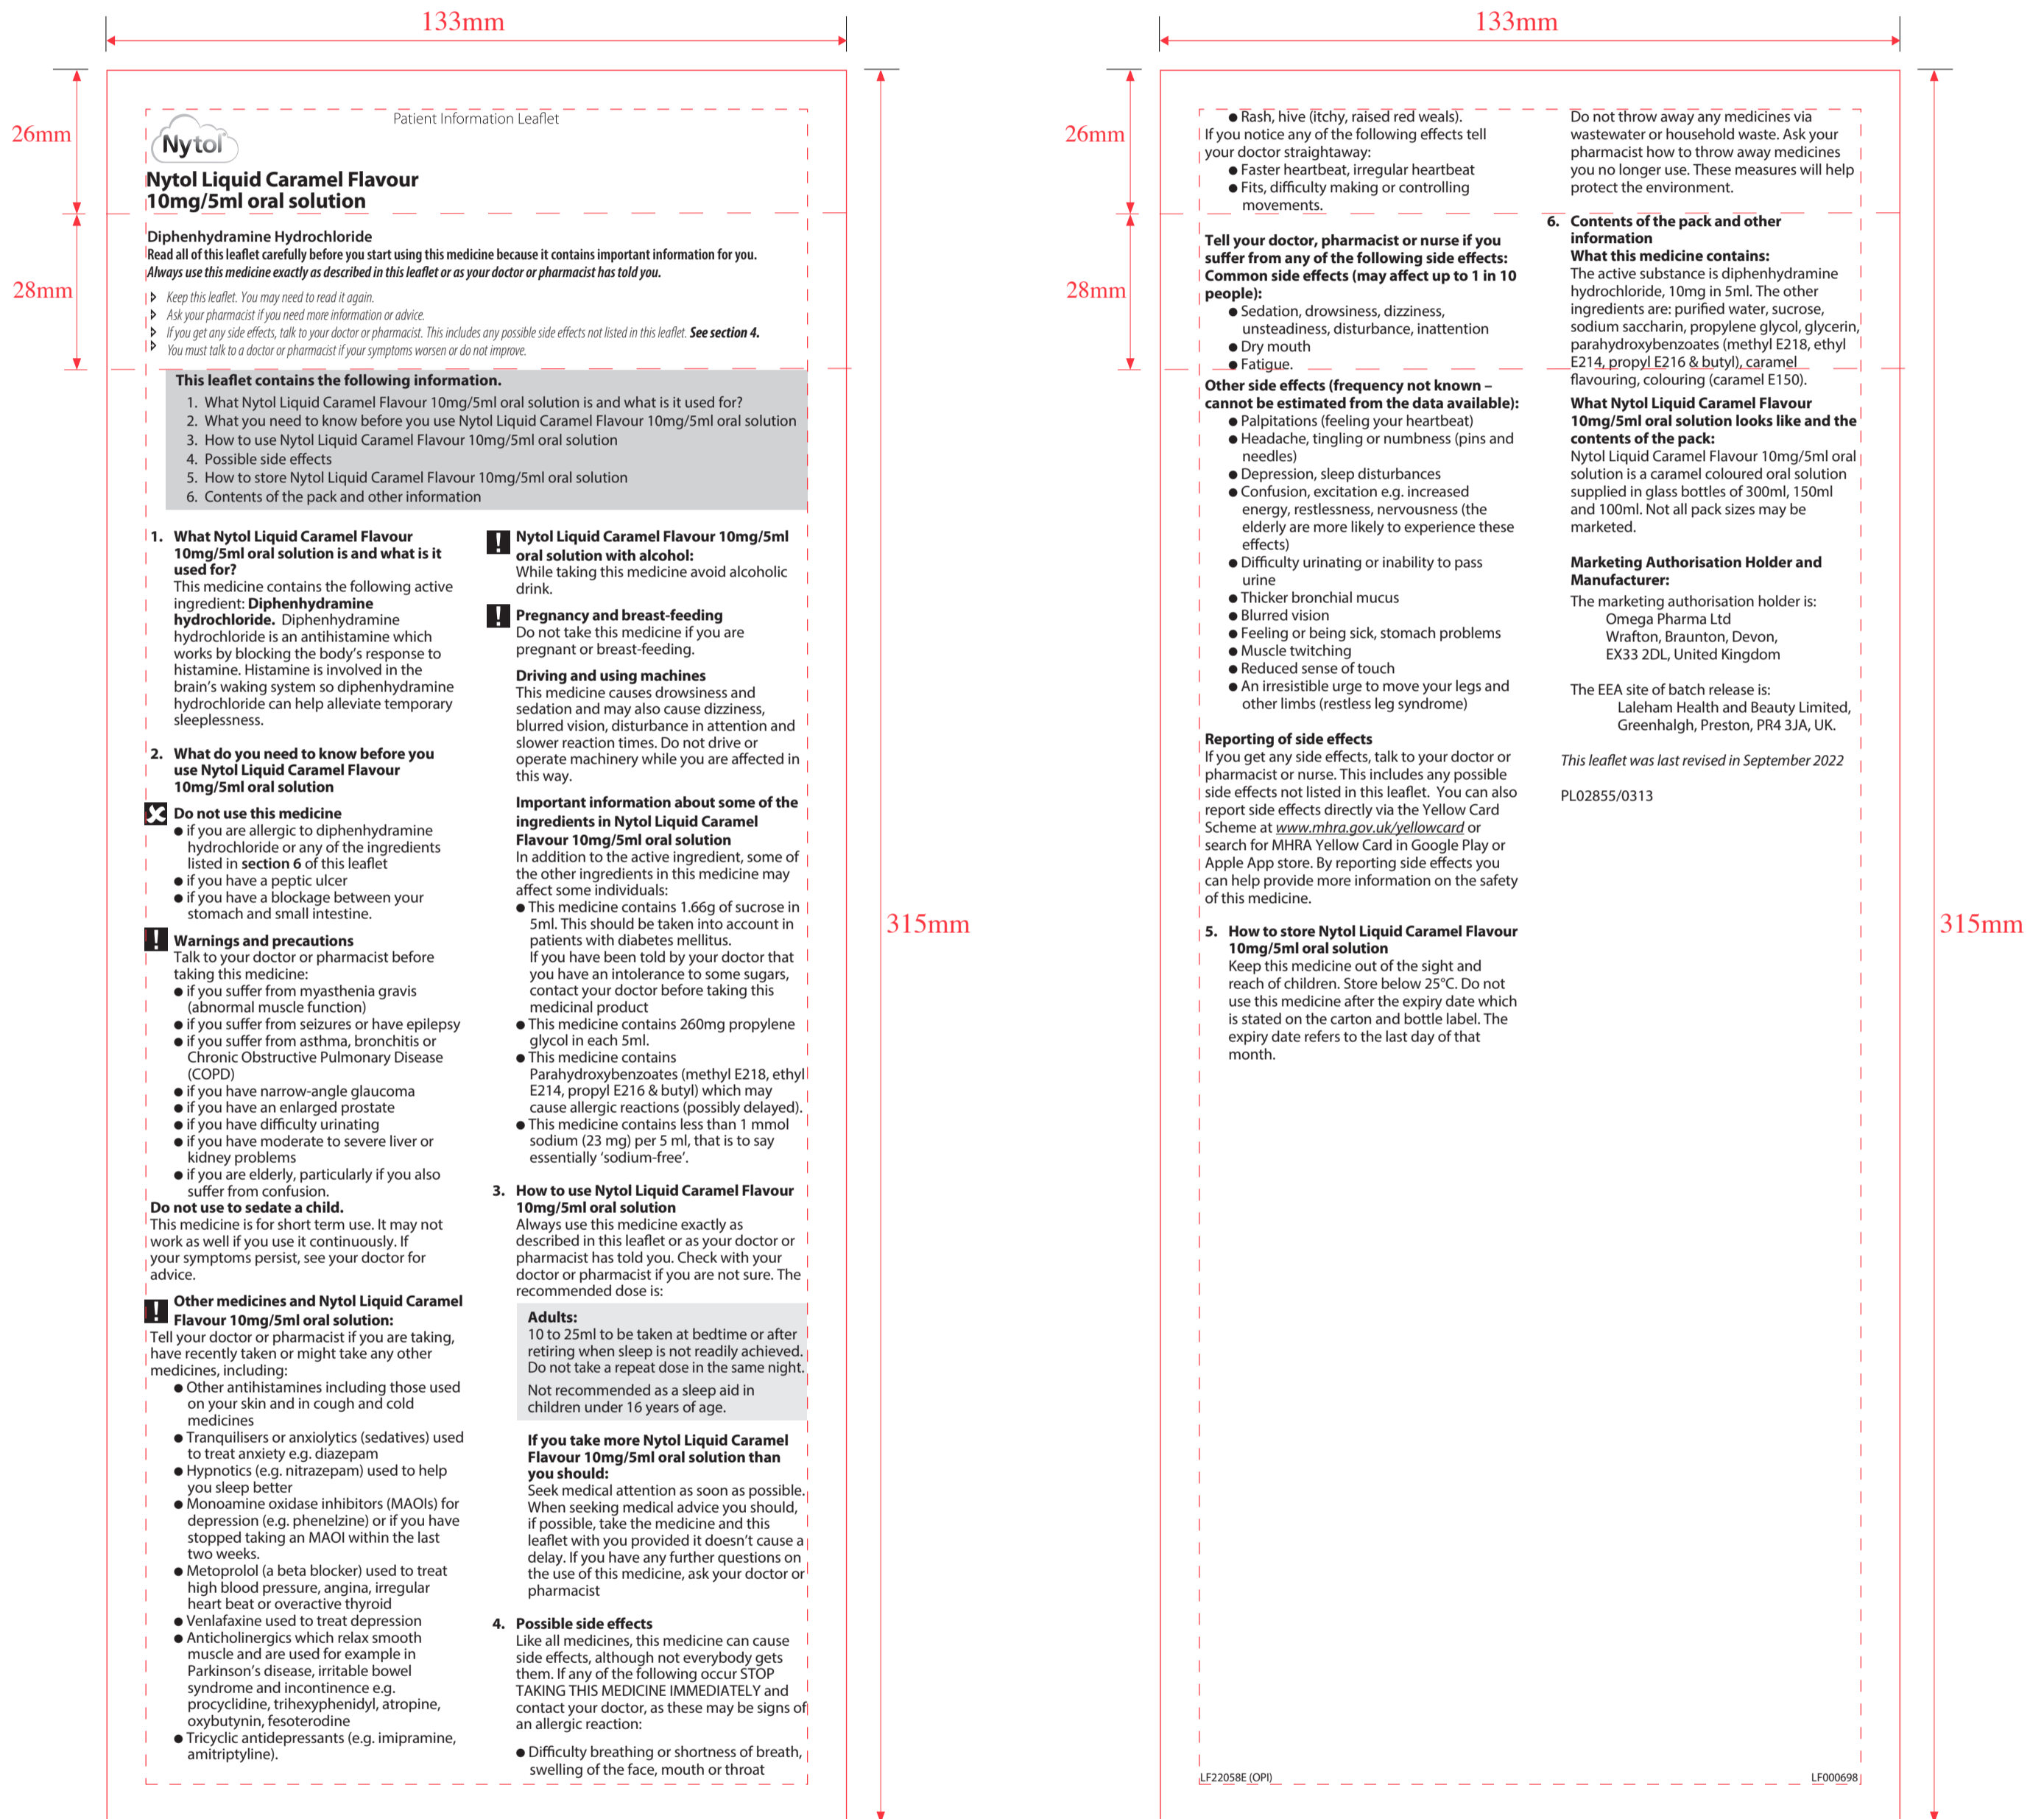 133mm
26mm
28mm
315mm
Patient Information Leaflet
Nytol
Nytol Liquid Caramel Flavour
10mg/5ml oral solution
Diphenhydramine Hydrochloride
Read all of this leaflet carefully before you start using this medicine because it contains important information for you.
Always use this medicine exactly as described in this leaflet or as your doctor or pharmacist has told you.
Keep this leaflet. You may need to read it again.
Ask your pharmacist if you need more information or advice.
If you get any side effects, talk to your doctor or pharmacist. This includes any possible side effects not listed in this leaflet. See section 4.
You must talk to a doctor or pharmacist if your symptoms worsen or do not improve.
This leaflet contains the following information.
1. What Nytol Liquid Caramel Flavour 10mg/5ml oral solution is and what is it used for?
2. What you need to know before you use Nytol Liquid Caramel Flavour 10mg/5ml oral solution
3. How to use Nytol Liquid Caramel Flavour 10mg/5ml oral solution
4. Possible side effects
5. How to store Nytol Liquid Caramel Flavour 10mg/5ml oral solution
6. Contents of the pack and other information
1. What Nytol Liquid Caramel Flavour
10mg/5ml oral solution is and what is it
used for?
This medicine contains the following active
ingredient: Diphenhydramine
hydrochloride. Diphenhydramine
hydrochloride is an antihistamine which
works by blocking the body's response to
histamine. Histamine is involved in the
brain's waking system so diphenhydramine
hydrochloride can help alleviate temporary
sleeplessness.
2. What do you need to know before you
use Nytol Liquid Caramel Flavour
10mg/5ml oral solution
Do not use this medicine
● if you are allergic to diphenhydramine
hydrochloride or any of the ingredients
listed in section 6 of this leaflet
● if you have a peptic ulcer
● if you have a blockage between your
stomach and small intestine.
! Warnings and precautions
Talk to your doctor or pharmacist before
taking this medicine:
● if you suffer from myasthenia gravis
(abnormal muscle function)
● if you suffer from seizures or have epilepsy
● if you suffer from asthma, bronchitis or
Chronic Obstructive Pulmonary Disease
(COPD)
● if you have narrow-angle glaucoma
● if you have an enlarged prostate
● if you have difficulty urinating
● if you have moderate to severe liver or
kidney problems
● if you are elderly, particularly if you also
suffer from confusion.
Do not use to sedate a child.
This medicine is for short term use. It may not
work as well if you use it continuously. If
your symptoms persist, see your doctor for
advice.
! Other medicines and Nytol Liquid Caramel
Flavour 10mg/5ml oral solution:
Tell your doctor or pharmacist if you are taking,
have recently taken or might take any other
medicines, including:
● Other antihistamines including those used
on your skin and in cough and cold
medicines
● Tranquilisers or anxiolytics (sedatives) used
to treat anxiety e.g. diazepam
● Hypnotics (e.g. nitrazepam) used to help
you sleep better
● Monoamine oxidase inhibitors (MAOIs) for
depression (e.g. phenelzine) or if you have
stopped taking an MAOI within the last
two weeks.
● Metoprolol (a beta blocker) used to treat
high blood pressure, angina, irregular
heart beat or overactive thyroid
● Venlafaxine used to treat depression
● Anticholinergics which relax smooth
muscle and are used for example in
Parkinson's disease, irritable bowel
syndrome and incontinence e.g.
procyclidine, trihexyphenidyl, atropine,
oxybutynin, fesoterodine
● Tricyclic antidepressants (e.g. imipramine,
amitriptyline).
! Nytol Liquid Caramel Flavour 10mg/5ml
oral solution with alcohol:
While taking this medicine avoid alcoholic
drink.
! Pregnancy and breast-feeding
Do not take this medicine if you are
pregnant or breast-feeding.
Driving and using machines
This medicine causes drowsiness and
sedation and may also cause dizziness,
blurred vision, disturbance in attention and
slower reaction times. Do not drive or
operate machinery while you are affected in
this way.
Important information about some of the
ingredients in Nytol Liquid Caramel
Flavour 10mg/5ml oral solution
In addition to the active ingredient, some of
the other ingredients in this medicine may
affect some individuals:
● This medicine contains 1.66g of sucrose in
5ml. This should be taken into account in
patients with diabetes mellitus.
If you have been told by your doctor that
you have an intolerance to some sugars,
contact your doctor before taking this
medicinal product
● This medicine contains 260mg propylene
glycol in each 5ml.
● This medicine contains
Parahydroxybenzoates (methyl E218, ethyl
E214, propyl E216 & butyl) which may
cause allergic reactions (possibly delayed).
● This medicine contains less than 1 mmol
sodium (23 mg) per 5 ml, that is to say
essentially 'sodium-free'.
3. How to use Nytol Liquid Caramel Flavour
10mg/5ml oral solution
Always use this medicine exactly as
described in this leaflet or as your doctor or
pharmacist has told you. Check with your
doctor or pharmacist if you are not sure. The
recommended dose is:
Adults:
10 to 25ml to be taken at bedtime or after
retiring when sleep is not readily achieved.
Do not take a repeat dose in the same night.
Not recommended as a sleep aid in
children under 16 years of age.
If you take more Nytol Liquid Caramel
Flavour 10mg/5ml oral solution than
you should:
Seek medical attention as soon as possible.
When seeking medical advice you should,
if possible, take the medicine and this
leaflet with you provided it doesn't cause a
delay. If you have any further questions on
the use of this medicine, ask your doctor or
pharmacist
4. Possible side effects
Like all medicines, this medicine can cause
side effects, although not everybody gets
them. If any of the following occur STOP
TAKING THIS MEDICINE IMMEDIATELY and
contact your doctor, as these may be signs of
an allergic reaction:
● Difficulty breathing or shortness of breath,
swelling of the face, mouth or throat
133mm
26mm
28mm
315mm
● Rash, hive (itchy, raised red weals).
If you notice any of the following effects tell
your doctor straightaway:
● Faster heartbeat, irregular heartbeat
● Fits, difficulty making or controlling
movements.
Tell your doctor, pharmacist or nurse if you
suffer from any of the following side effects:
Common side effects (may affect up to 1 in 10
people):
● Sedation, drowsiness, dizziness,
unsteadiness, disturbance, inattention
● Dry mouth
● Fatigue.
Other side effects (frequency not known –
cannot be estimated from the data available):
● Palpitations (feeling your heartbeat)
● Headache, tingling or numbness (pins and
needles)
● Depression, sleep disturbances
● Confusion, excitation e.g. increased
energy, restlessness, nervousness (the
elderly are more likely to experience these
effects)
● Difficulty urinating or inability to pass
urine
● Thicker bronchial mucus
● Blurred vision
● Feeling or being sick, stomach problems
● Muscle twitching
● Reduced sense of touch
● An irresistible urge to move your legs and
other limbs (restless leg syndrome)
Reporting of side effects
If you get any side effects, talk to your doctor or
pharmacist or nurse. This includes any possible
side effects not listed in this leaflet. You can also
report side effects directly via the Yellow Card
Scheme at www.mhra.gov.uk/yellowcard or
search for MHRA Yellow Card in Google Play or
Apple App store. By reporting side effects you
can help provide more information on the safety
of this medicine.
5. How to store Nytol Liquid Caramel Flavour
10mg/5ml oral solution
Keep this medicine out of the sight and
reach of children. Store below 25°C. Do not
use this medicine after the expiry date which
is stated on the carton and bottle label. The
expiry date refers to the last day of that
month.
Do not throw away any medicines via
wastewater or household waste. Ask your
pharmacist how to throw away medicines
you no longer use. These measures will help
protect the environment.
6. Contents of the pack and other
information
What this medicine contains:
The active substance is diphenhydramine
hydrochloride, 10mg in 5ml. The other
ingredients are: purified water, sucrose,
sodium saccharin, propylene glycol, glycerin,
parahydroxybenzoates (methyl E218, ethyl
E214, propyl E216 & butyl), caramel
flavouring, colouring (caramel E150).
What Nytol Liquid Caramel Flavour
10mg/5ml oral solution looks like and the
contents of the pack:
Nytol Liquid Caramel Flavour 10mg/5ml oral
solution is a caramel coloured oral solution
supplied in glass bottles of 300ml, 150ml
and 100ml. Not all pack sizes may be
marketed.
Marketing Authorisation Holder and
Manufacturer:
The marketing authorisation holder is:
Omega Pharma Ltd
Wrafton, Braunton, Devon,
EX33 2DL, United Kingdom
The EEA site of batch release is:
Laleham Health and Beauty Limited,
Greenhalgh, Preston, PR4 3JA, UK.
This leaflet was last revised in September 2022
PL02855/0313
LF22058E (OPI)
LF000698